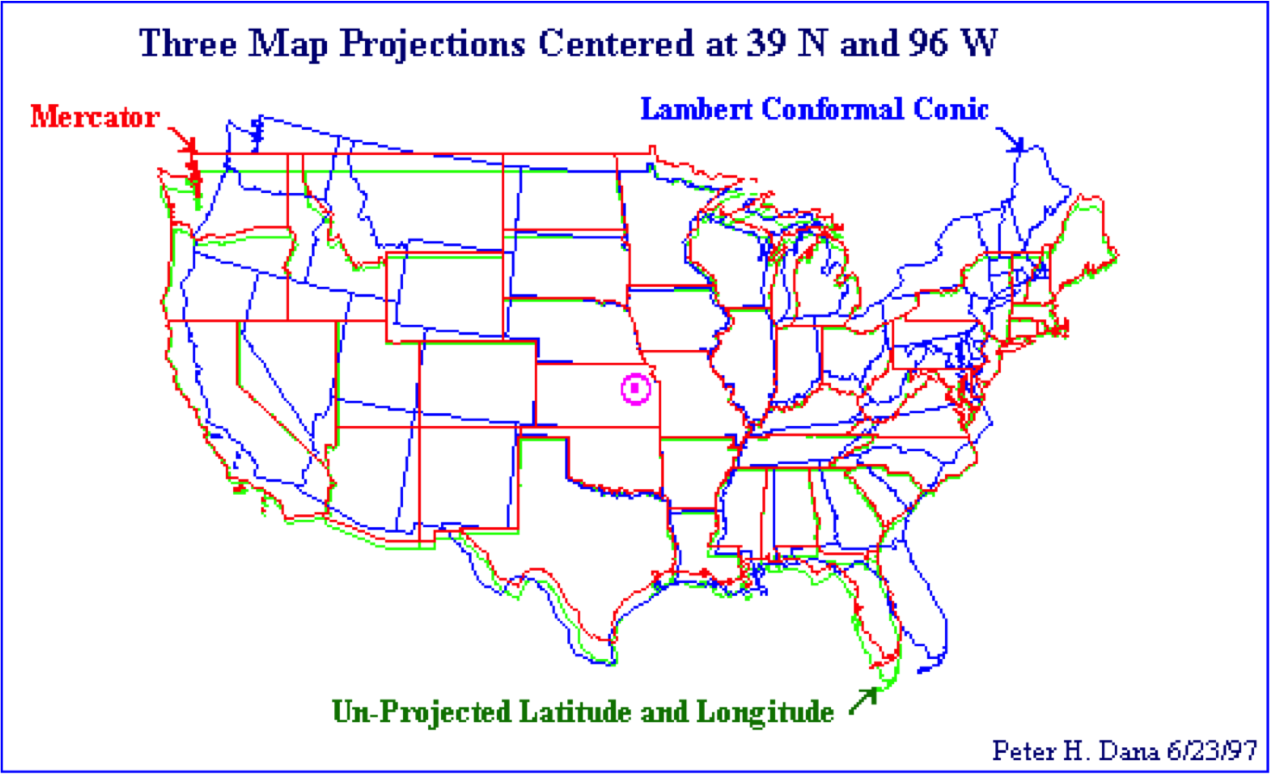 Three Map Projections Centered at 39 N and 96 W
Mercator
Lambert Conformal Conic
Un-Projected Latitude and Longitude
Peter H. Dana 6/23/97